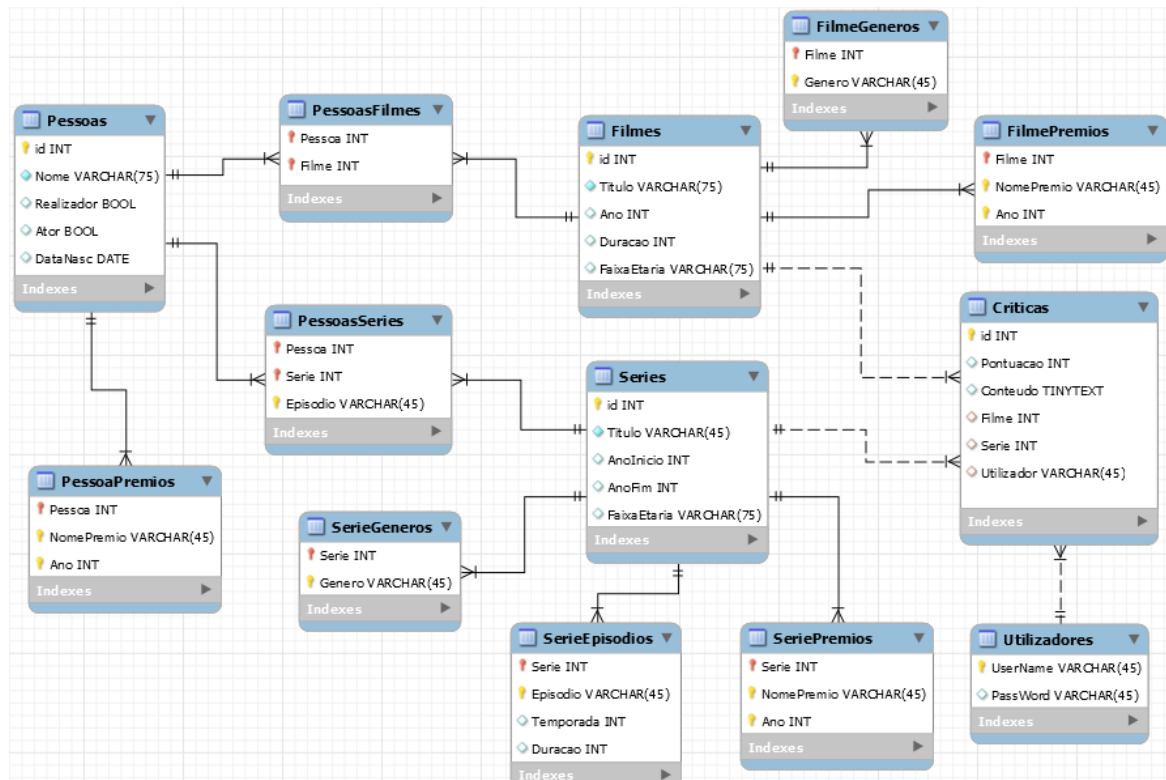 Pessoas
id INT
Nome VARCHAR(75)
Realizador BOOL
Ator BOOL
DataNasc DATE
Indexes
PessoasFilmes
Pessoa INT
Filme INT
Indexes
Filmes
id INT
Titulo VARCHAR(75)
Ano INT
Duracao INT
FaixaEtaria VARCHAR(75)
Indexes
FilmeGeneros
Filme INT
Genero VARCHAR(45)
Indexes
FilmePremios
Filme INT
NomePremio VARCHAR(45)
Ano INT
Indexes
PessoasSeries
Pessoa INT
Serie INT
Episodio VARCHAR(45)
Indexes
Series
id INT
Titulo VARCHAR(45)
AnoInicio INT
AnoFim INT
FaixaEtaria VARCHAR(75)
Indexes
Criticas
id INT
Pontuacao INT
Conteudo TINYTEXT
Filme INT
Serie INT
Utilizador VARCHAR(45)
Indexes
PessoaPremios
Pessoa INT
NomePremio VARCHAR(45)
Ano INT
Indexes
SerieGeneros
Serie INT
Genero VARCHAR(45)
Indexes
SerieEpisodios
Serie INT
Episodio VARCHAR(45)
Temporada INT
Duracao INT
Indexes
SeriePremios
Serie INT
NomePremio VARCHAR(45)
Ano INT
Indexes
Utilizadores
UserName VARCHAR(45)
PassWord VARCHAR(45)
Indexes